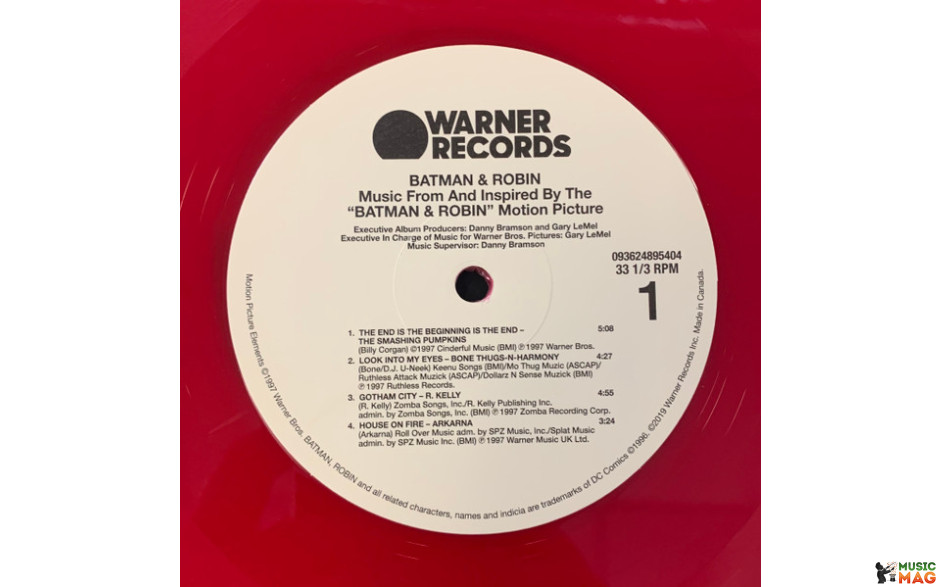 WARNER
RECORDS
BATMAN & ROBIN
Music From And Inspired By The
“BATMAN & ROBIN” Motion Picture
Executive Album Producers: Danny Bramson and Gary LeMel
Executive In Charge of Music for Warner Bros. Pictures: Gary LeMel
Music Supervisor: Danny Bramson
093624895404
33 1/3 RPM
1
1. THE END IS THE BEGINNING IS THE END – 5:08
THE SMASHING PUMPKINS
(Billy Corgan) ©1997 Cinderful Music (BMI) ℗1997 Warner Bros.
2. LOOK INTO MY EYES – BONE THUGS-N-HARMONY 4:27
(Bone/D.J. U-Neek) Keenu Songs (BMI)/Mo Thug Muzic (ASCAP)/
Ruthless Attack Muzick (ASCAP)/Dollarz N Sense Muzick (BMI)
℗1997 Ruthless Records.
3. GOTHAM CITY – R. KELLY 4:55
(R. Kelly) Zomba Songs, Inc./R. Kelly Publishing Inc.
admin. by Zomba Songs, Inc. (BMI) ℗1997 Zomba Recording Corp.
4. HOUSE ON FIRE – ARKARNA 3:24
(Arkarna) Roll Over Music adm. by SPZ Music, Inc./Splat Music
admin. by SPZ Music Inc. (BMI) ℗1997 Warner Music UK Ltd.
Motion Picture Elements ©1997 Warner Bros. BATMAN, ROBIN and all related characters, names and indicia are trademarks of DC Comics ©1996. ©2019 Warner Records Inc. Made in Canada.
MUSIC
MAG